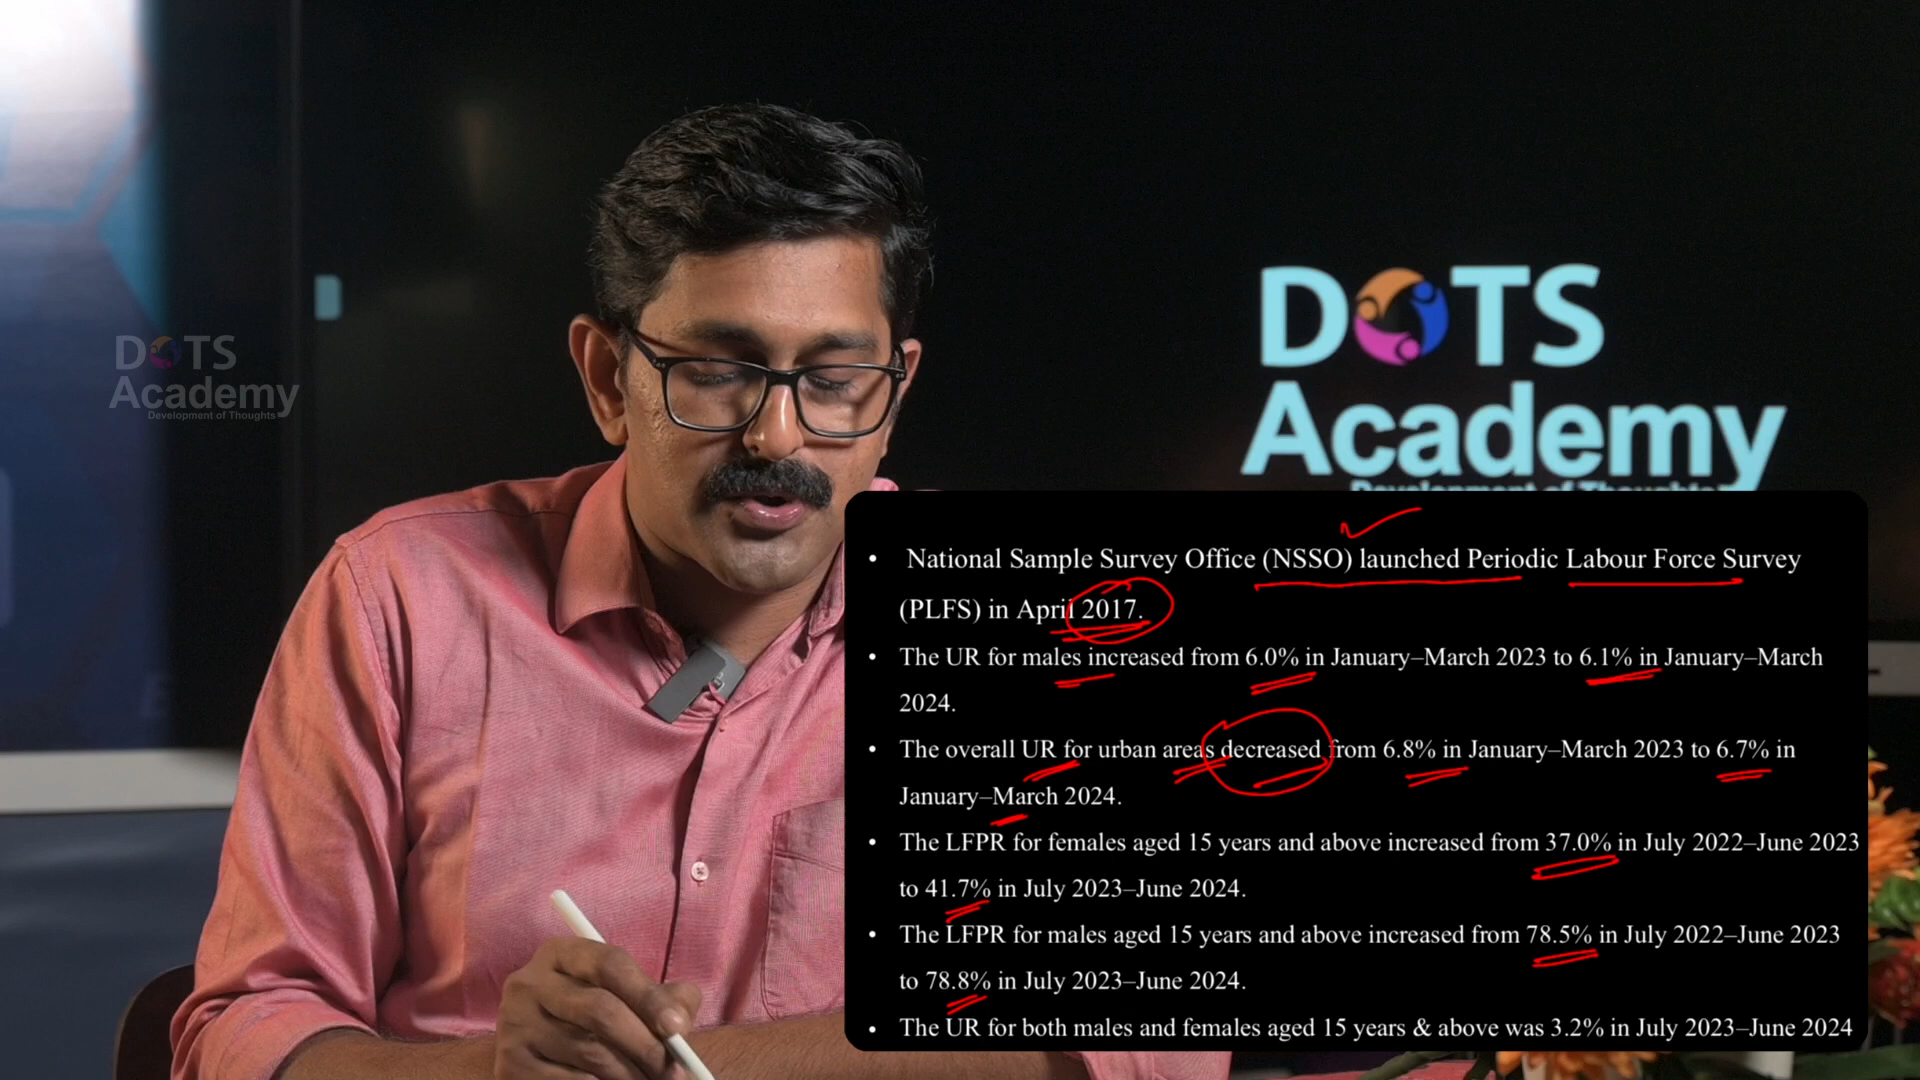 DOTS
Academy
Development of Thoughts
DOTS
Academy
Development of Thoughts
• National Sample Survey Office (NSSO) launched Periodic Labour Force Survey
(PLFS) in April 2017.
• The UR for males increased from 6.0% in January–March 2023 to 6.1% in January–March
2024.
• The overall UR for urban areas decreased from 6.8% in January–March 2023 to 6.7% in
January–March 2024.
• The LFPR for females aged 15 years and above increased from 37.0% in July 2022–June 2023
to 41.7% in July 2023–June 2024.
• The LFPR for males aged 15 years and above increased from 78.5% in July 2022–June 2023
to 78.8% in July 2023–June 2024.
• The UR for both males and females aged 15 years & above was 3.2% in July 2023–June 2024